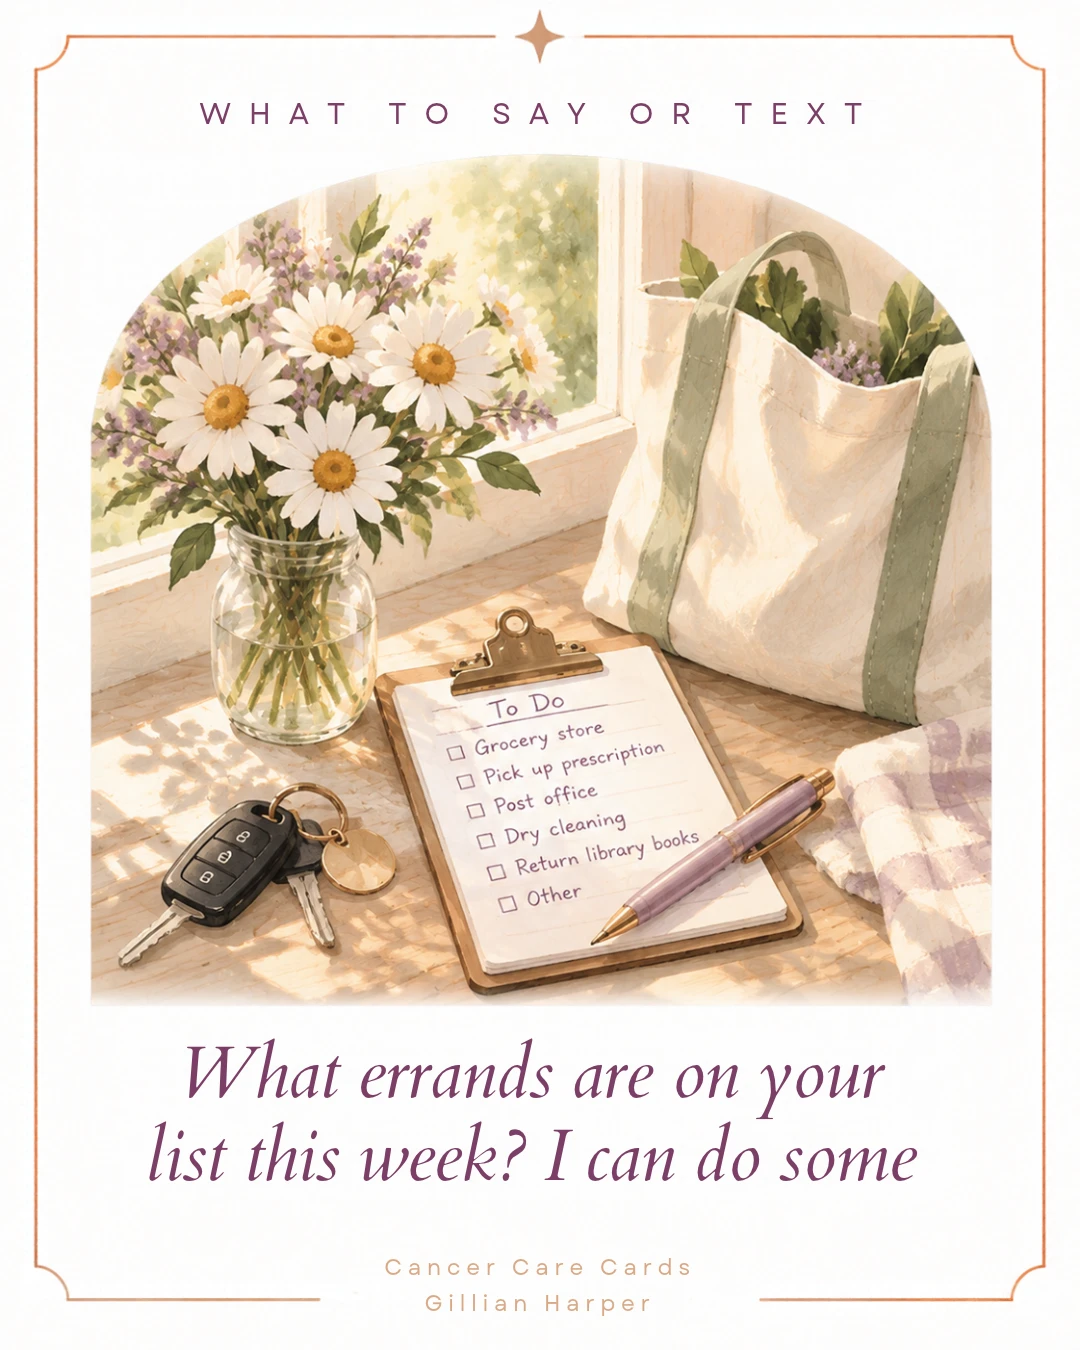 WHAT TO SAY OR TEXT
To Do
Grocery store
Pick up prescription
Post office
Dry cleaning
Return library books
Other
What errands are on your
list this week? I can do some
Cancer Care Cards
Gillian Harper